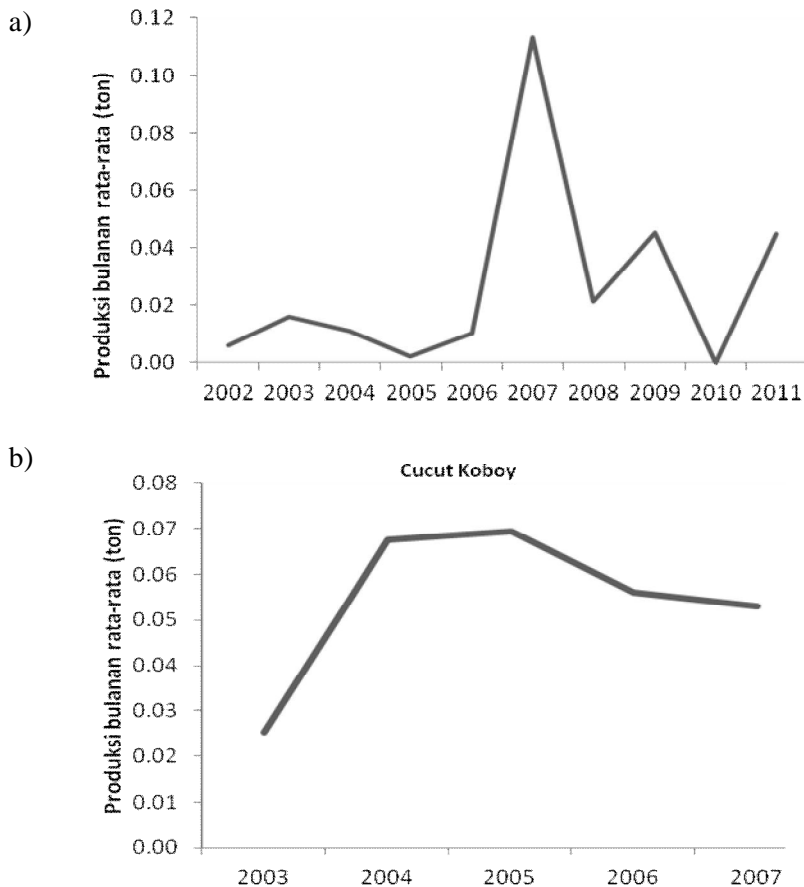 a)
Produksi bulanan rata-rata (ton)
0.12
0.10
0.08
0.06
0.04
0.02
0.00
2002 2003 2004 2005 2006 2007 2008 2009 2010 2011
b)
Cucut Koboy
Produksi bulanan rata-rata (ton)
0.08
0.07
0.06
0.05
0.04
0.03
0.02
0.01
0.00
2003 2004 2005 2006 2007